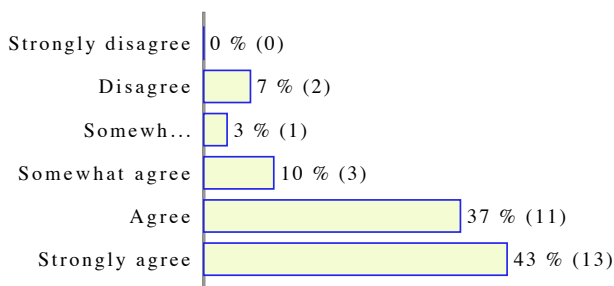 Strongly disagree 0 % (0)
Disagree 7 % (2)
Somewh... 3 % (1)
Somewhat agree 10 % (3)
Agree 37 % (11)
Strongly agree 43 % (13)